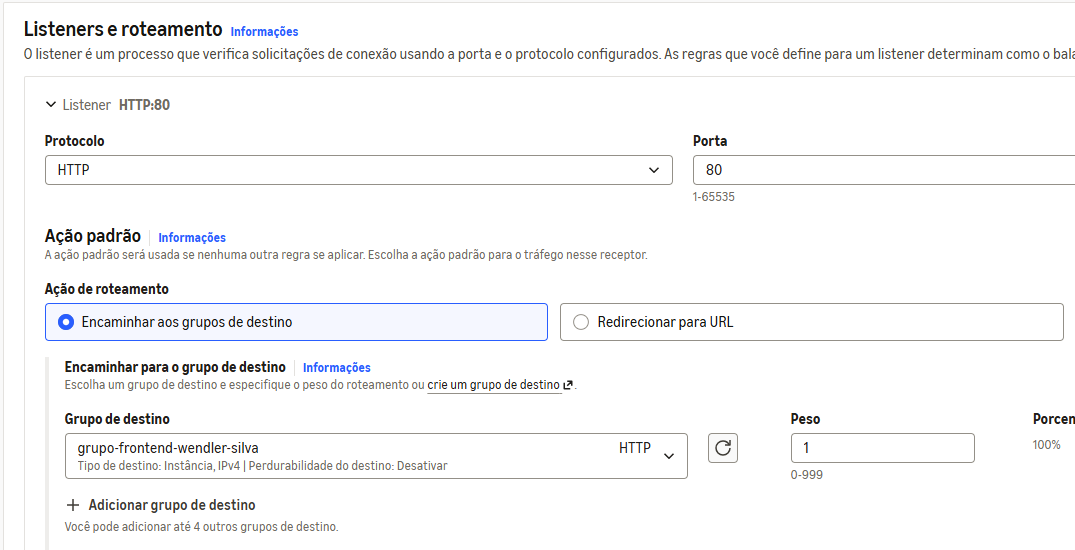 Listeners e roteamento Informações
O listener é um processo que verifica solicitações de conexão usando a porta e o protocolo configurados. As regras que você define para um listener determinam como o
Listener HTTP:80
Protocolo
Porta
HTTP
80
1-65535
Ação padrão Informações
A ação padrão será usada se nenhuma outra regra se aplicar. Escolha a ação padrão para o tráfego nesse receptor.
Ação de roteamento
Encaminhar aos grupos de destino
Redirecionar para URL
Encaminhar para o grupo de destino Informações
Escolha um grupo de destino e especifique o peso do roteamento ou crie um grupo de destino.
Grupo de destino
Peso
Porcen
grupo-frontend-wendler-silva
HTTP
1
100%
Tipo de destino: Instância, IPv4 | Perdurabilidade do destino: Desativar
0-999
Adicionar grupo de destino
Você pode adicionar até 4 outros grupos de destino.